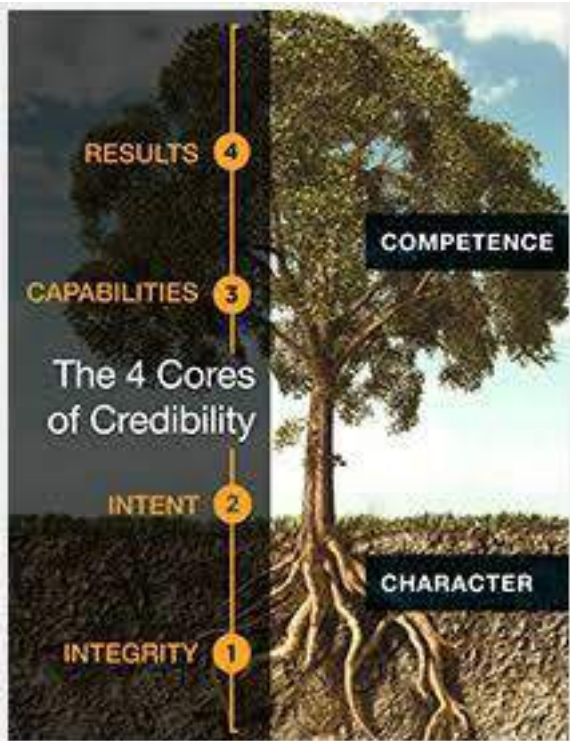 RESULTS 4
COMPETENCE
CAPABILITIES 3
The 4 Cores
of Credibility
INTENT 2
CHARACTER
INTEGRITY 1